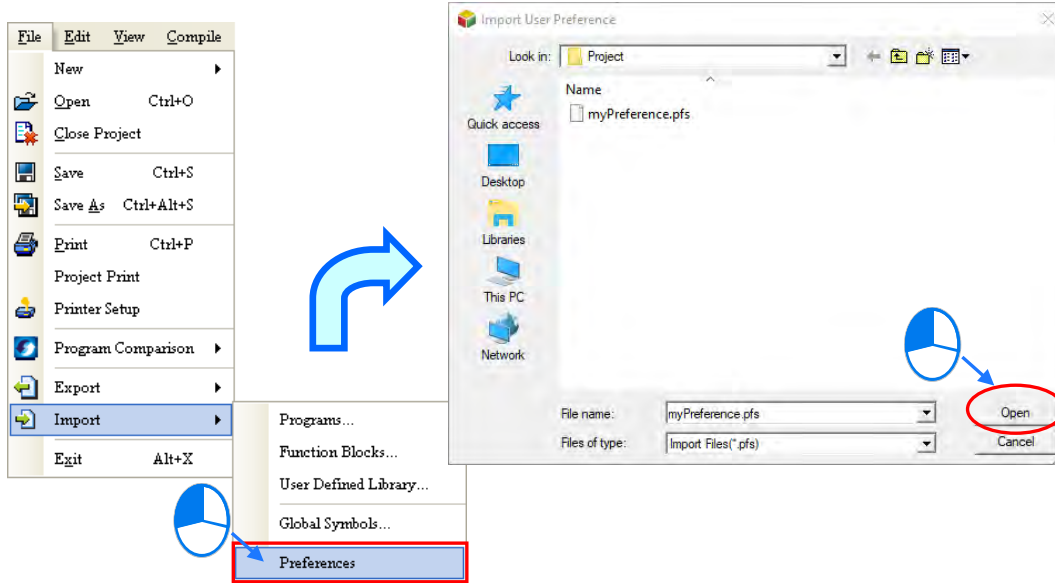 File Edit View Compile
New
Open Ctrl+O
Close Project
Save Ctrl+S
Save As Ctrl+Alt+S
Print Ctrl+P
Project Print
Printer Setup
Program Comparison
Export
Import
Exit Alt+X
Programs...
Function Blocks...
User Defined Library...
Global Symbols...
Preferences
Import User Preference
Look in: Project
Name
myPreference.pfs
Quick access
Desktop
Libraries
This PC
Network
File name: myPreference.pfs Open
Files of type: Import Files(*.pfs) Cancel